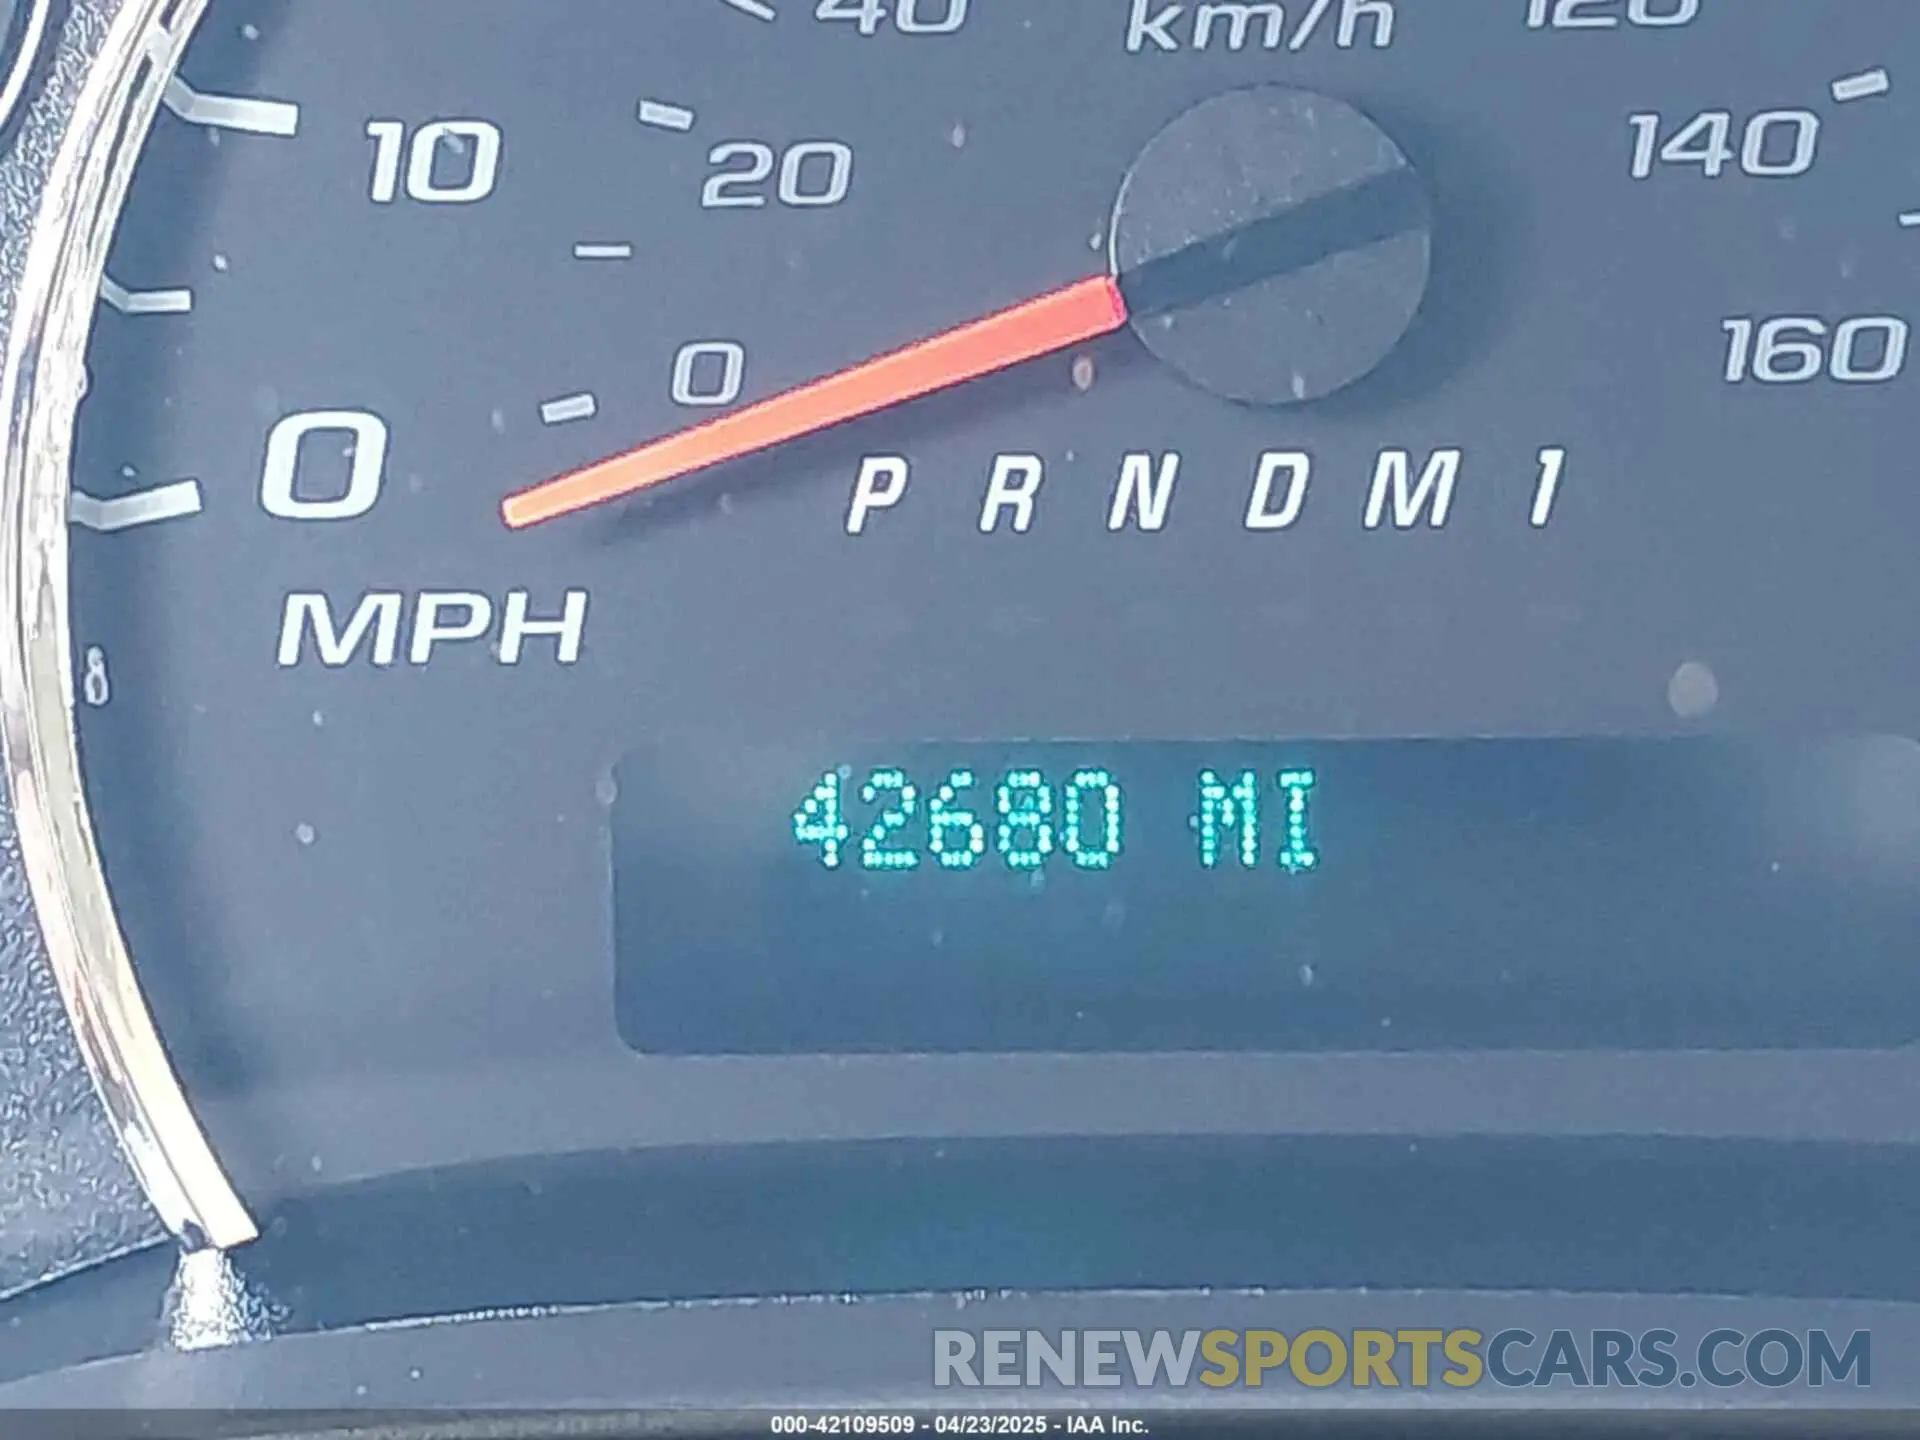 40 km/h 120
10 20 140
0 160
0 P R N D M 1
MPH
8
42680 MI
RENEWSPORTSCARS.COM
000-42109509 - 04/23/2025 - IAA Inc.